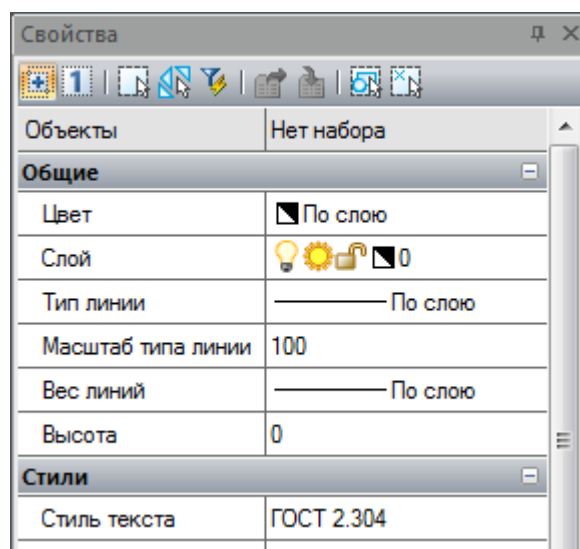 Свойства
1
Объекты Нет набора
Общие
Цвет По слою
Слой 0
Тип линии По слою
Масштаб типа линии 100
Вес линий По слою
Высота 0
Стили
Стиль текста ГОСТ 2.304